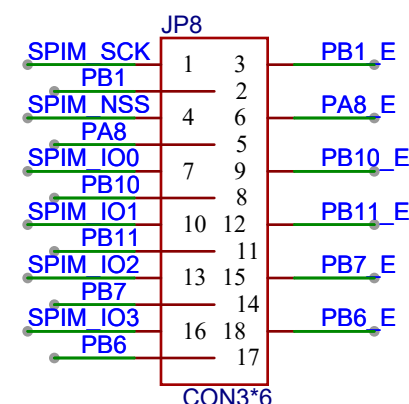 JP8
SPIM_SCK 1 3 PB1_E
PB1 2
SPIM_NSS 4 6 PA8_E
PA8 5
SPIM_IO0 7 9 PB10_E
PB10 8
SPIM_IO1 10 12 PB11_E
PB11 11
SPIM_IO2 13 15 PB7_E
PB7 14
SPIM_IO3 16 18 PB6_E
PB6 17
CON3*6